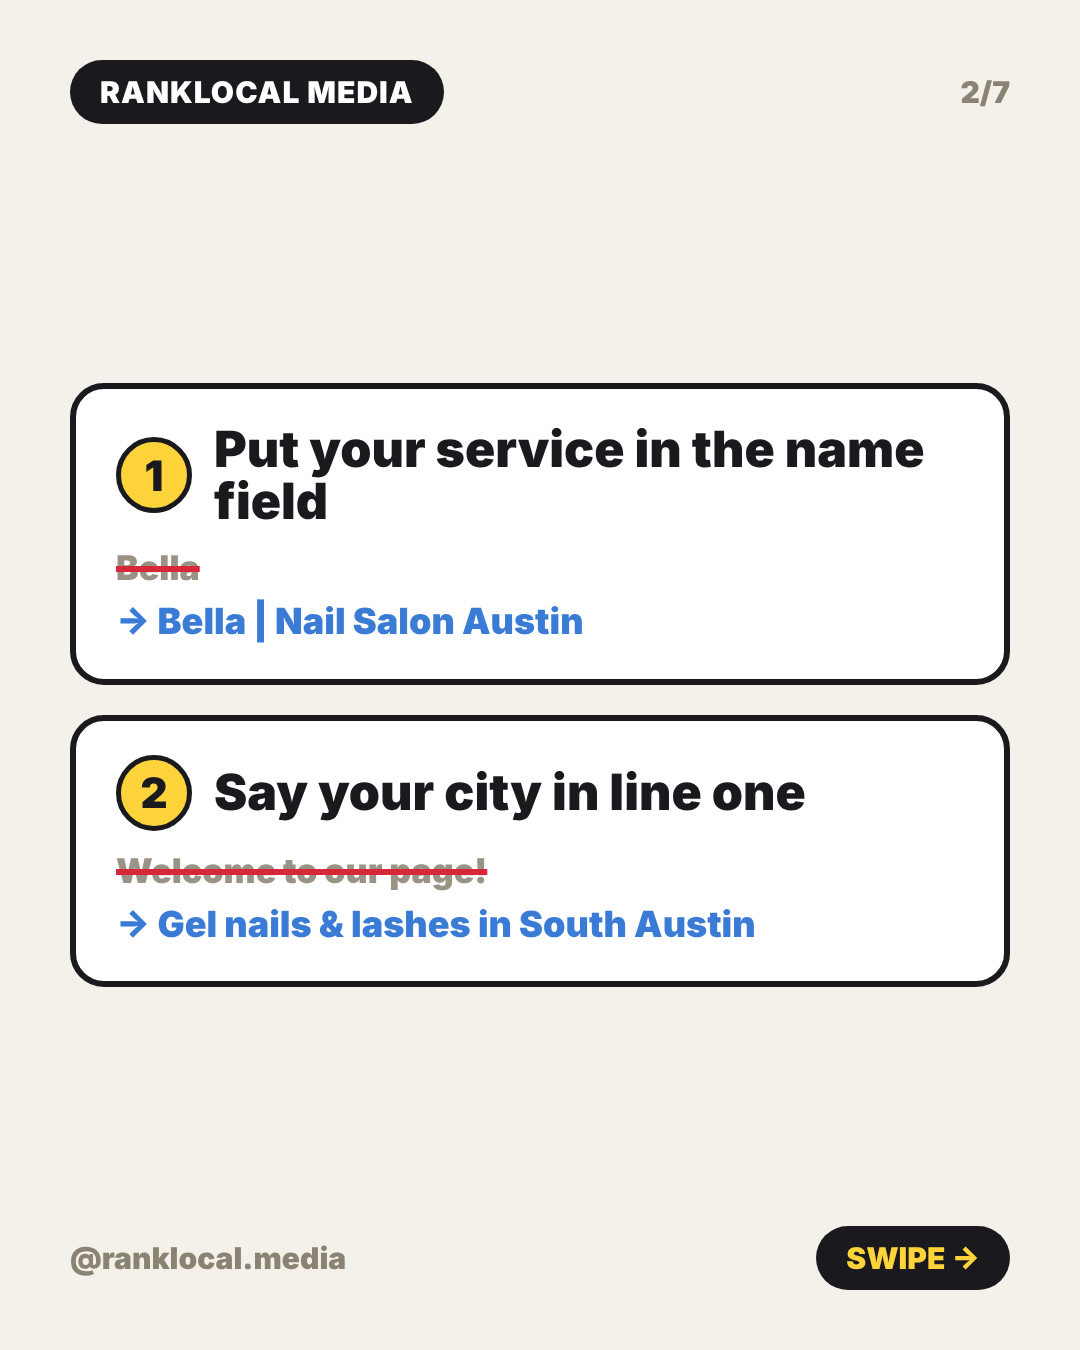 RANKLOCAL MEDIA
2/7
1
Put your service in the name
field
Bella
→ Bella | Nail Salon Austin
2
Say your city in line one
Welcome to our page!
→ Gel nails & lashes in South Austin
@ranklocal.media
SWIPE →